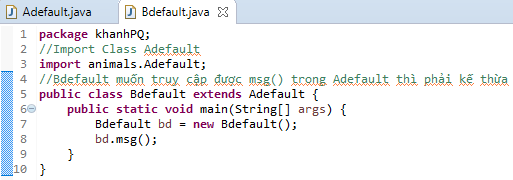 Adefault.java Bdefault.java
1 package khanhPQ;
2 //Import Class Adefault
3 import animals.Adefault;
4 //Bdefault muốn truy cập được msg() trong Adefault thì phải kế thừa
5 public class Bdefault extends Adefault {
6 public static void main(String[] args) {
7 Bdefault bd = new Bdefault();
8 bd.msg();
9 }
10 }